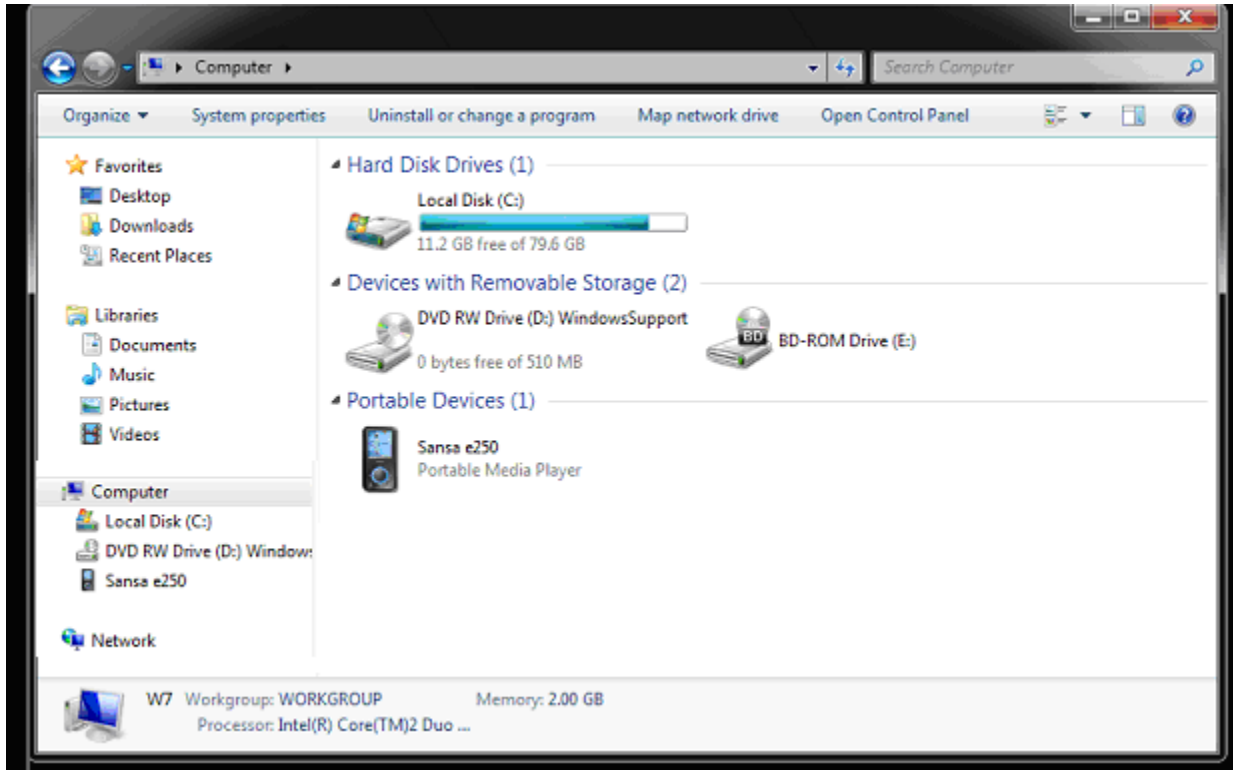 Computer
Search Computer
Organize System properties Uninstall or change a program Map network drive Open Control Panel
Favorites
Desktop
Downloads
Recent Places
Libraries
Documents
Music
Pictures
Videos
Computer
Local Disk (C:)
DVD RW Drive (D:) Windows
Sansa e250
Network
Hard Disk Drives (1)
Local Disk (C:)
11.2 GB free of 79.6 GB
Devices with Removable Storage (2)
DVD RW Drive (D:) WindowsSupport
0 bytes free of 510 MB
BD
BD-ROM Drive (E:)
Portable Devices (1)
Sansa e250
Portable Media Player
W7 Workgroup: WORKGROUP Memory: 2.00 GB
Processor: Intel(R) Core(TM)2 Duo ...